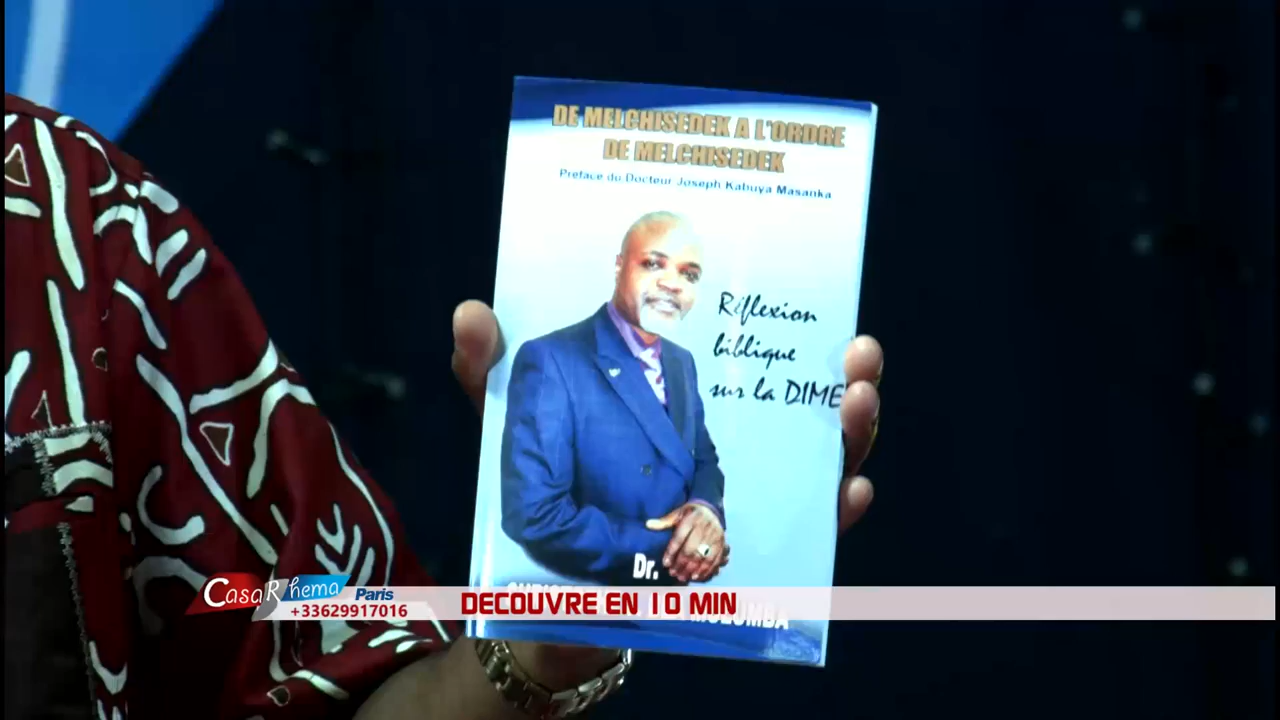 DE MELCHISEDEK A L'ORDRE
DE MELCHISEDEK
Preface du Docteur Joseph Kabuya Masanka
Réflexion
biblique
sur la DIME
Dr.
CasaRhema Paris
+33629917016
DECOUVRE EN 10 MIN